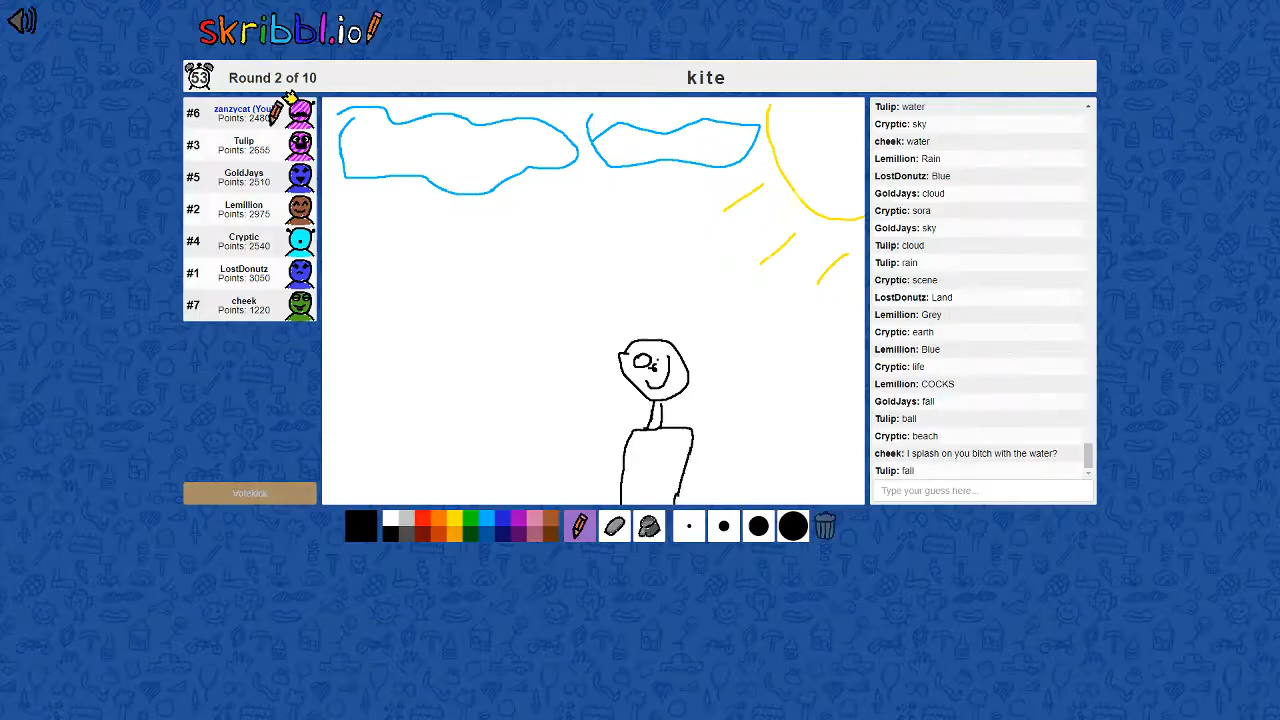 skribbl.io
53
Round 2 of 10
kite
#6
zanzycat (You
Points: 2480
#3
Tulip
Points: 2655
#5
GoldJays
Points: 2510
#2
Lemillion
Points: 2975
#4
Cryptic
Points: 2540
#1
LostDonutz
Points: 3050
#7
cheek
Points: 1220
Votekick
Tulip: water
Cryptic: sky
cheek: water
Lemillion: Rain
LostDonutz: Blue
GoldJays: cloud
Cryptic: sora
GoldJays: sky
Tulip: cloud
Tulip: rain
Cryptic: scene
LostDonutz: Land
Lemillion: Grey
Cryptic: earth
Lemillion: Blue
Cryptic: life
Lemillion: COCKS
GoldJays: fall
Tulip: ball
Cryptic: beach
cheek: I splash on you bitch with the water?
Tulip: fall
Type your guess here...